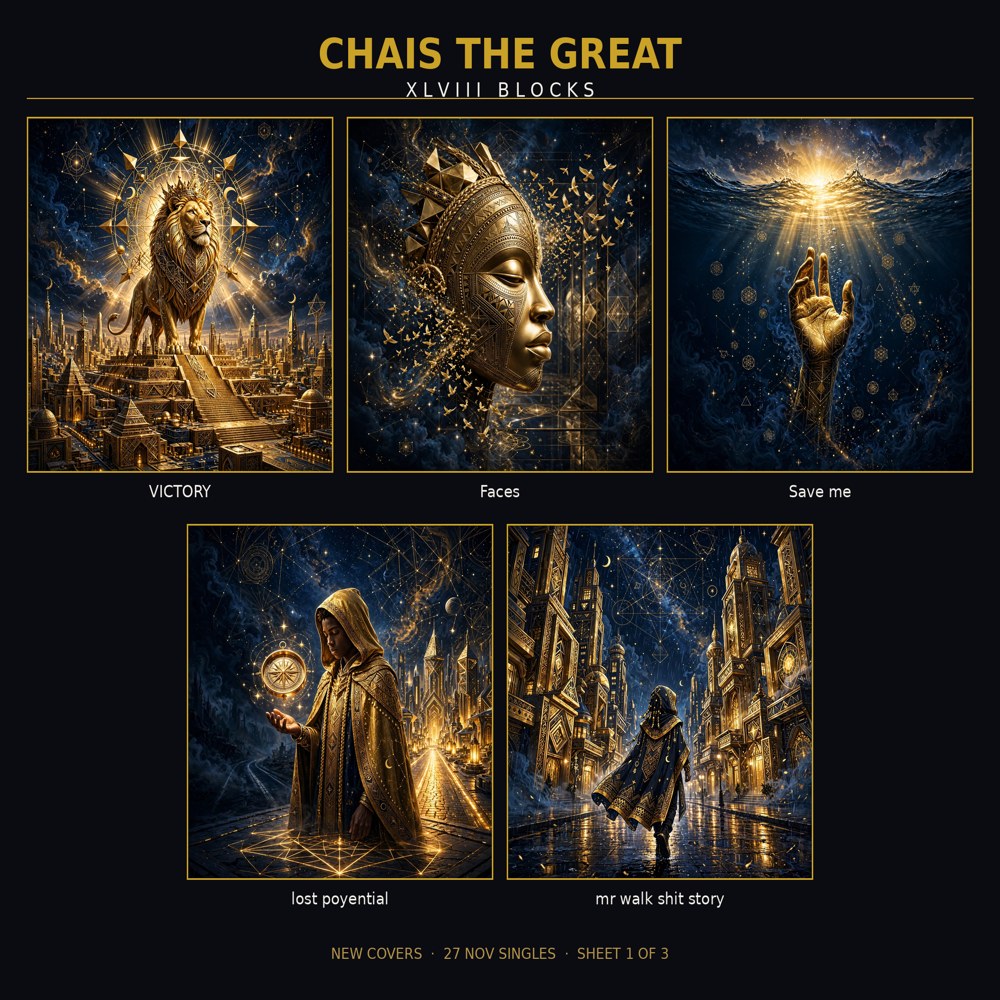 CHAIS THE GREAT
XLVIII BLOCKS
VICTORY
Faces
Save me
lost poyential
mr walk shit story
NEW COVERS · 27 NOV SINGLES · SHEET 1 OF 3